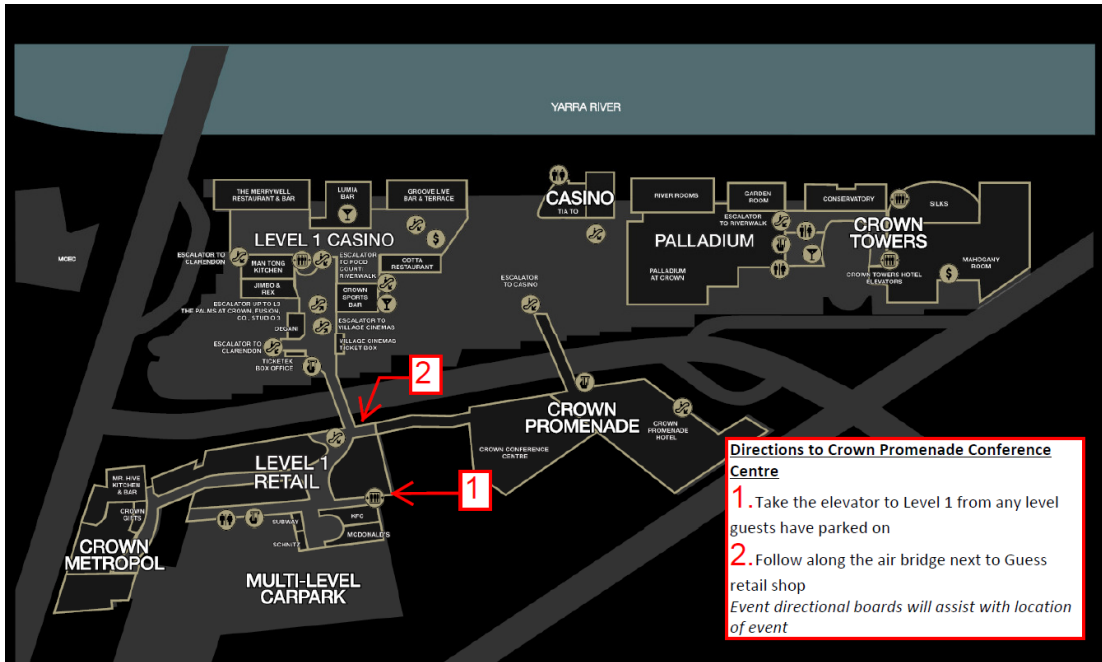 YARRA RIVER
THE MERRYWELL
RESTAURANT & BAR
LUMIA
BAR
GROOVE LIVE
BAR & TERRACE
LEVEL 1 CASINO
ESCALATOR TO
CLARENDON
MAN TONG
KITCHEN
ESCALATOR
TO FOOD
COURT/
RIVERWALK
COTTA
RESTAURANT
JIMBO &
REX
CROWN
SPORTS
BAR
ESCALATOR UP TO L3
THE PALMS AT CROWN, FUSION,
CO., STUDIO 3
DEGANI
ESCALATOR TO
VILLAGE CINEMAS
VILLAGE CINEMAS
TICKET BOX
ESCALATOR TO
CLARENDON
TICKETEK
BOX OFFICE
CASINO
TIA TO
ESCALATOR
TO CASINO
RIVER ROOMS
GARDEN
ROOM
CONSERVATORY
SILKS
ESCALATOR
TO RIVERWALK
PALLADIUM
CROWN
TOWERS
PALLADIUM
AT CROWN
CROWN TOWERS HOTEL
ELEVATORS
$
$
MAHOGANY
ROOM
2
CROWN
PROMENADE
CROWN CONFERENCE
CENTRE
CROWN
PROMENADE
HOTEL
LEVEL 1
RETAIL
1
MR. HIVE
KITCHEN
& BAR
CROWN
GIFTS
CROWN
METROPOL
SUBWAY
SCHNITZ
KFC
MCDONALD'S
MULTI-LEVEL
CARPARK
Directions to Crown Promenade Conference
Centre
1.Take the elevator to Level 1 from any level
guests have parked on
2.Follow along the air bridge next to Guess
retail shop
Event directional boards will assist with location
of event